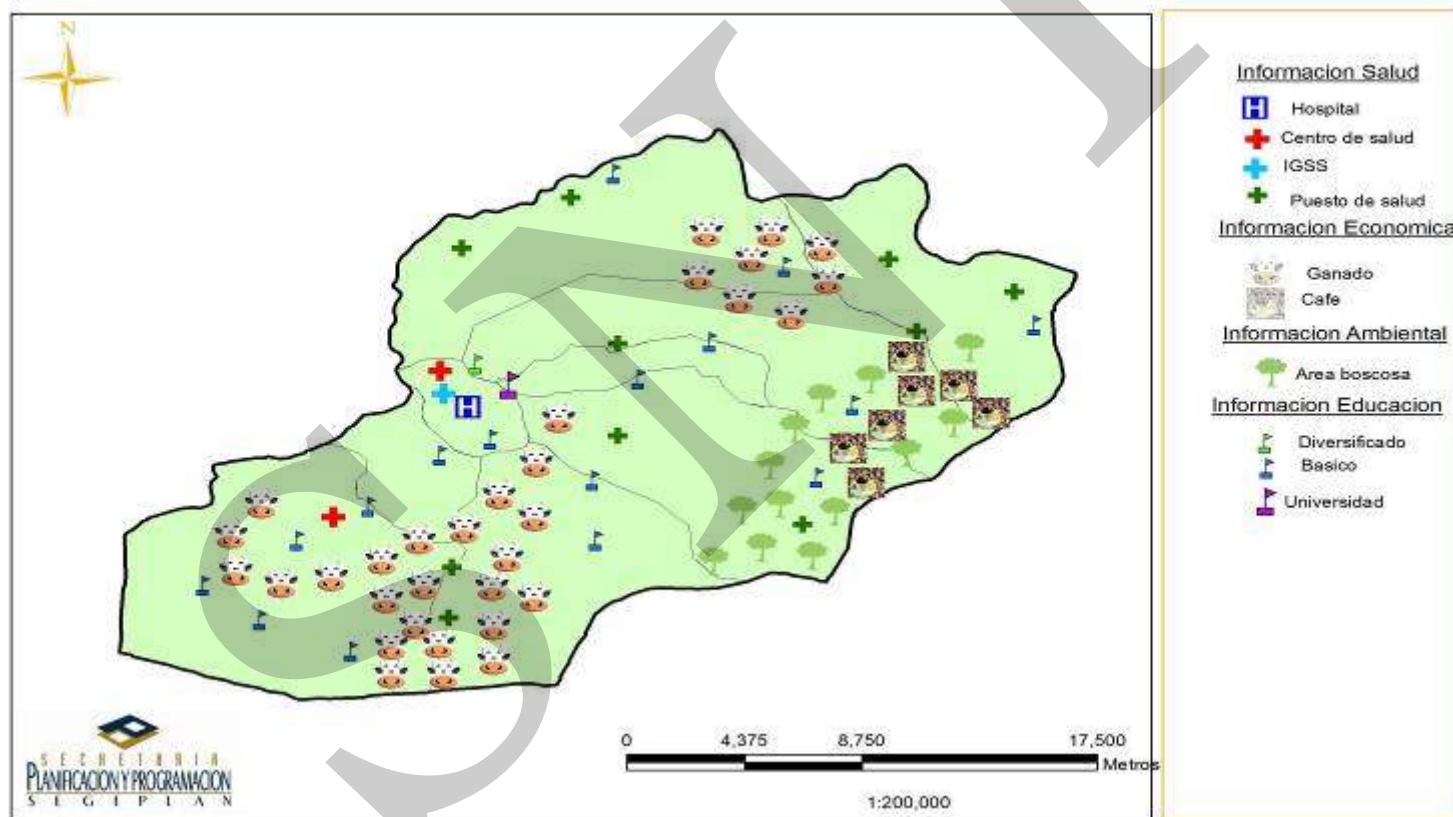 N
Informacion Salud
H Hospital
Centro de salud
IGSS
Puesto de salud
Informacion Economica
Ganado
Cafe
Informacion Ambiental
Area boscosa
Informacion Educacion
Diversificado
Basico
Universidad
H
SECRETARIA
PLANIFICACION Y PROGRAMACION
SEGEPLAN
0 4,375 8,750 17,500
Metros
1:200,000